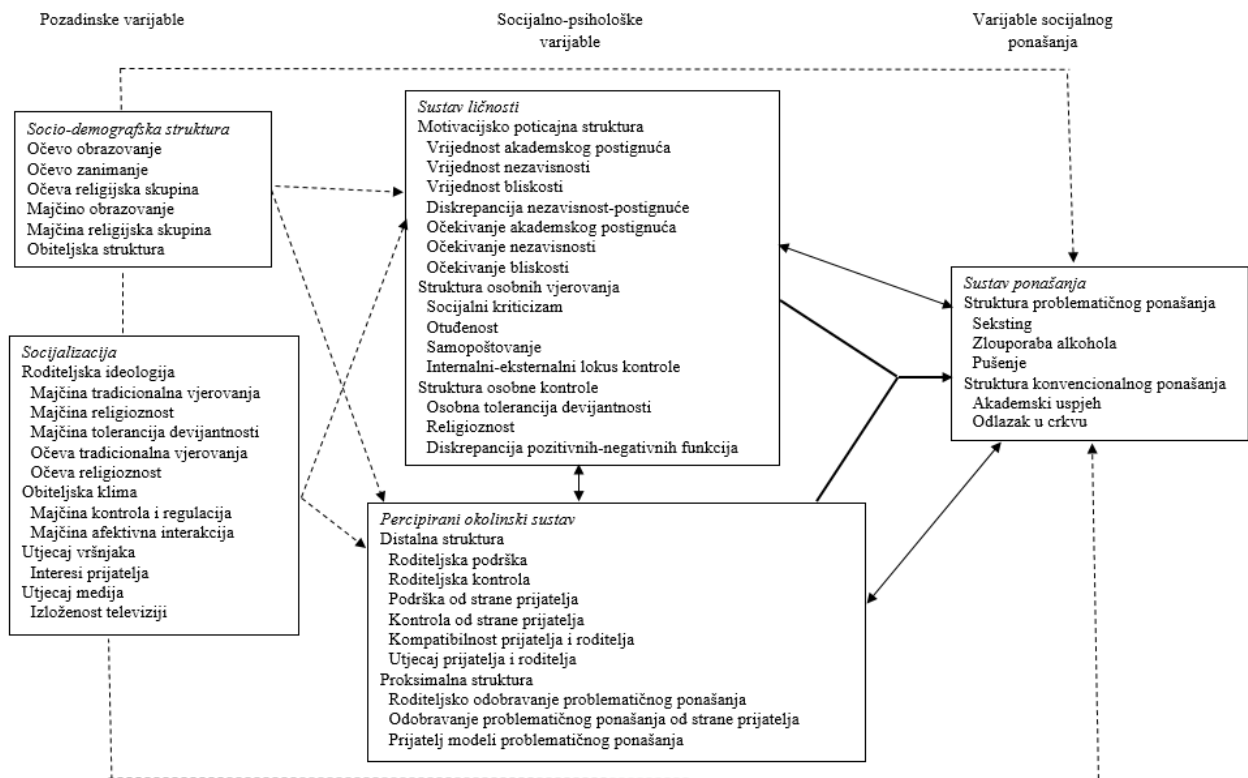 Pozadinske varijable
Socijalno-psihološke
varijable
Varijable socijalnog
ponašanja
Socio-demografska struktura
Očevo obrazovanje
Očevo zanimanje
Očeva religijska skupina
Majčino obrazovanje
Majčina religijska skupina
Obiteljska struktura
Socijalizacija
Roditeljska ideologija
Majčina tradicionalna vjerovanja
Majčina religioznost
Majčina tolerancija devijantnosti
Očeva tradicionalna vjerovanja
Očeva religioznost
Obiteljska klima
Majčina kontrola i regulacija
Majčina afektivna interakcija
Utjecaj vršnjaka
Interesi prijatelja
Utjecaj medija
Izloženost televiziji
Sustav ličnosti
Motivacijsko poticajna struktura
Vrijednost akademskog postignuća
Vrijednost nezavisnosti
Vrijednost bliskosti
Diskrepancija nezavisnost-postignuće
Očekivanje akademskog postignuća
Očekivanje nezavisnosti
Očekivanje bliskosti
Struktura osobnih vjerovanja
Socijalni kriticizam
Otuđenost
Samopoštovanje
Internalni-eksternalni lokus kontrole
Struktura osobne kontrole
Osobna tolerancija devijantnosti
Religioznost
Diskrepancija pozitivnih-negativnih funkcija
Percipirani okolinski sustav
Distalna struktura
Roditeljska podrška
Roditeljska kontrola
Podrška od strane prijatelja
Kontrola od strane prijatelja
Kompatibilnost prijatelja i roditelja
Utjecaj prijatelja i roditelja
Proksimalna struktura
Roditeljsko odobravanje problematičnog ponašanja
Odobravanje problematičnog ponašanja od strane prijatelja
Prijatelj modeli problematičnog ponašanja
Sustav ponašanja
Struktura problematičnog ponašanja
Seksting
Zlouporaba alkohola
Pušenje
Struktura konvencionalnog ponašanja
Akademski uspjeh
Odlazak u crkvu